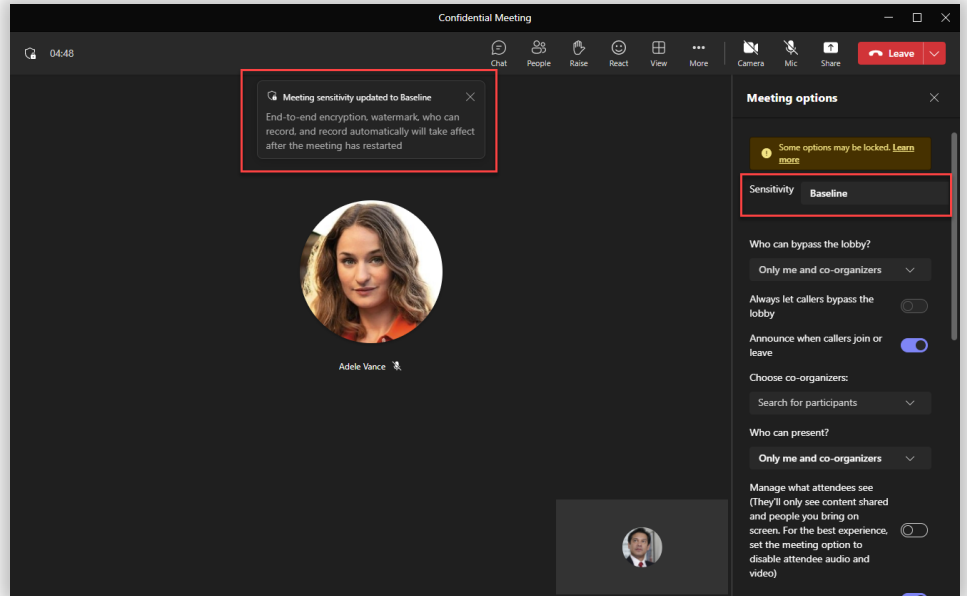 Confidential Meeting
04:48
Chat
People
Raise
React
View
More
Camera
Mic
Share
Leave
Meeting sensitivity updated to Baseline
End-to-end encryption, watermark, who can
record, and record automatically will take affect
after the meeting has restarted
Adele Vance
Meeting options
Some options may be locked. Learn
more
Sensitivity
Baseline
Who can bypass the lobby?
Only me and co-organizers
Always let callers bypass the
lobby
Announce when callers join or
leave
Choose co-organizers:
Search for participants
Who can present?
Only me and co-organizers
Manage what attendees see
(They'll only see content shared
and people you bring on
screen. For the best experience,
set the meeting option to
disable attendee audio and
video)